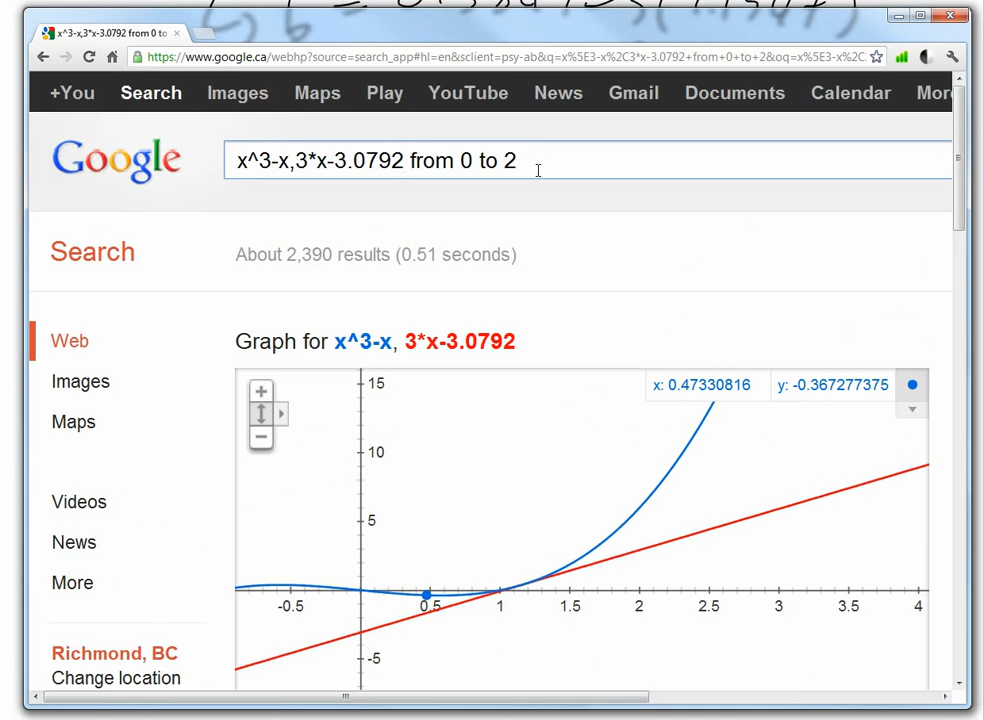 x^3-x,3*x-3.0792 from 0 to
https://www.google.ca/webhp?source=search_app#hl=en&sclient=psy-ab&q=x%5E3-x%2C3*x-3.0792+from+0+to+2&oq=x%5E3-x%2C
+You Search Images Maps Play YouTube News Gmail Documents Calendar More
Google
x^3-x,3*x-3.0792 from 0 to 2
Search About 2,390 results (0.51 seconds)
Web
Graph for x^3-x, 3*x-3.0792
Images
Maps
Videos
News
More
Richmond, BC
Change location
x: 0.47330816 y: -0.367277375
15
10
5
-0.5 0.5 1 1.5 2 2.5 3 3.5 4
-5